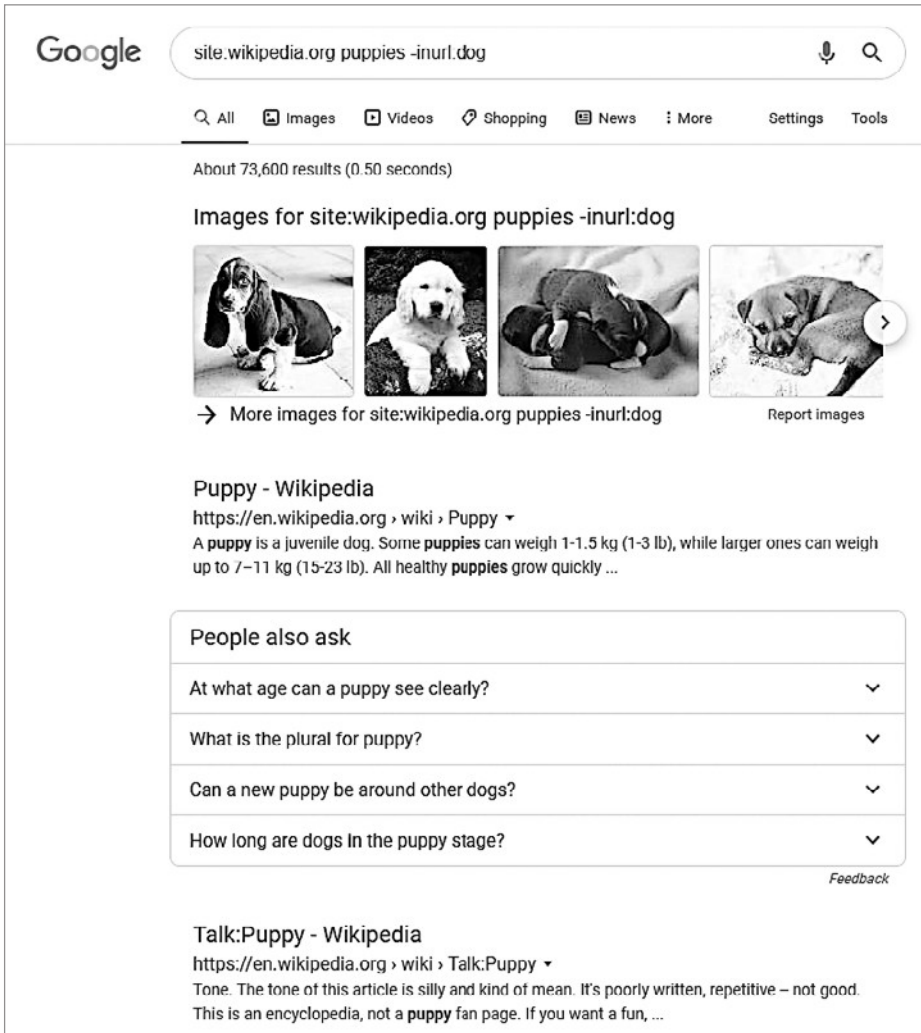 Google
site:wikipedia.org puppies -inurl:dog
All Images Videos Shopping News More Settings Tools
About 73,600 results (0.50 seconds)
Images for site:wikipedia.org puppies -inurl:dog
More images for site:wikipedia.org puppies -inurl:dog Report images
Puppy - Wikipedia
https://en.wikipedia.org › wiki › Puppy
A puppy is a juvenile dog. Some puppies can weigh 1-1.5 kg (1-3 lb), while larger ones can weigh
up to 7–11 kg (15-23 lb). All healthy puppies grow quickly ...
People also ask
At what age can a puppy see clearly?
What is the plural for puppy?
Can a new puppy be around other dogs?
How long are dogs in the puppy stage?
Feedback
Talk:Puppy - Wikipedia
https://en.wikipedia.org › wiki › Talk:Puppy
Tone. The tone of this article is silly and kind of mean. It's poorly written, repetitive – not good.
This is an encyclopedia, not a puppy fan page. If you want a fun, ...